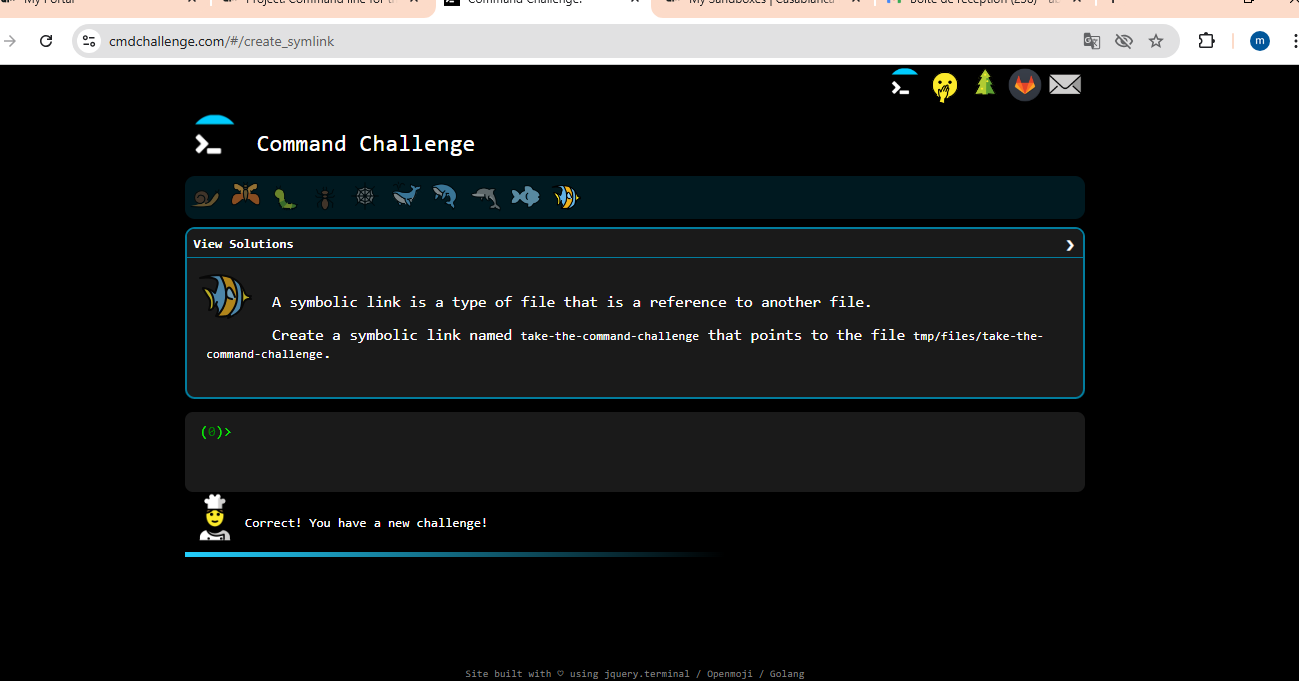 My Portal
Project: Command line for t
Command Challenge!
My Sandboxes | Casablanca
Boîte de réception (258)
cmdchallenge.com/#/create_symlink
m
Command Challenge
View Solutions
A symbolic link is a type of file that is a reference to another file.
Create a symbolic link named take-the-command-challenge that points to the file tmp/files/take-the-
command-challenge.
(0)>
Correct! You have a new challenge!
Site built with ♡ using jquery.terminal / Openmoji / Golang